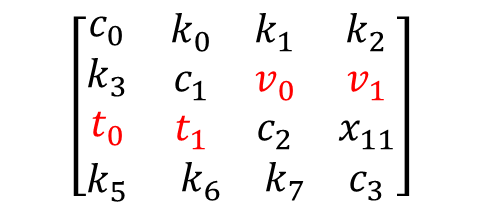 c₀ k₀ k₁ k₂
k₃ c₁ v₀ v₁
t₀ t₁ c₂ x₁₁
k₅ k₆ k₇ c₃